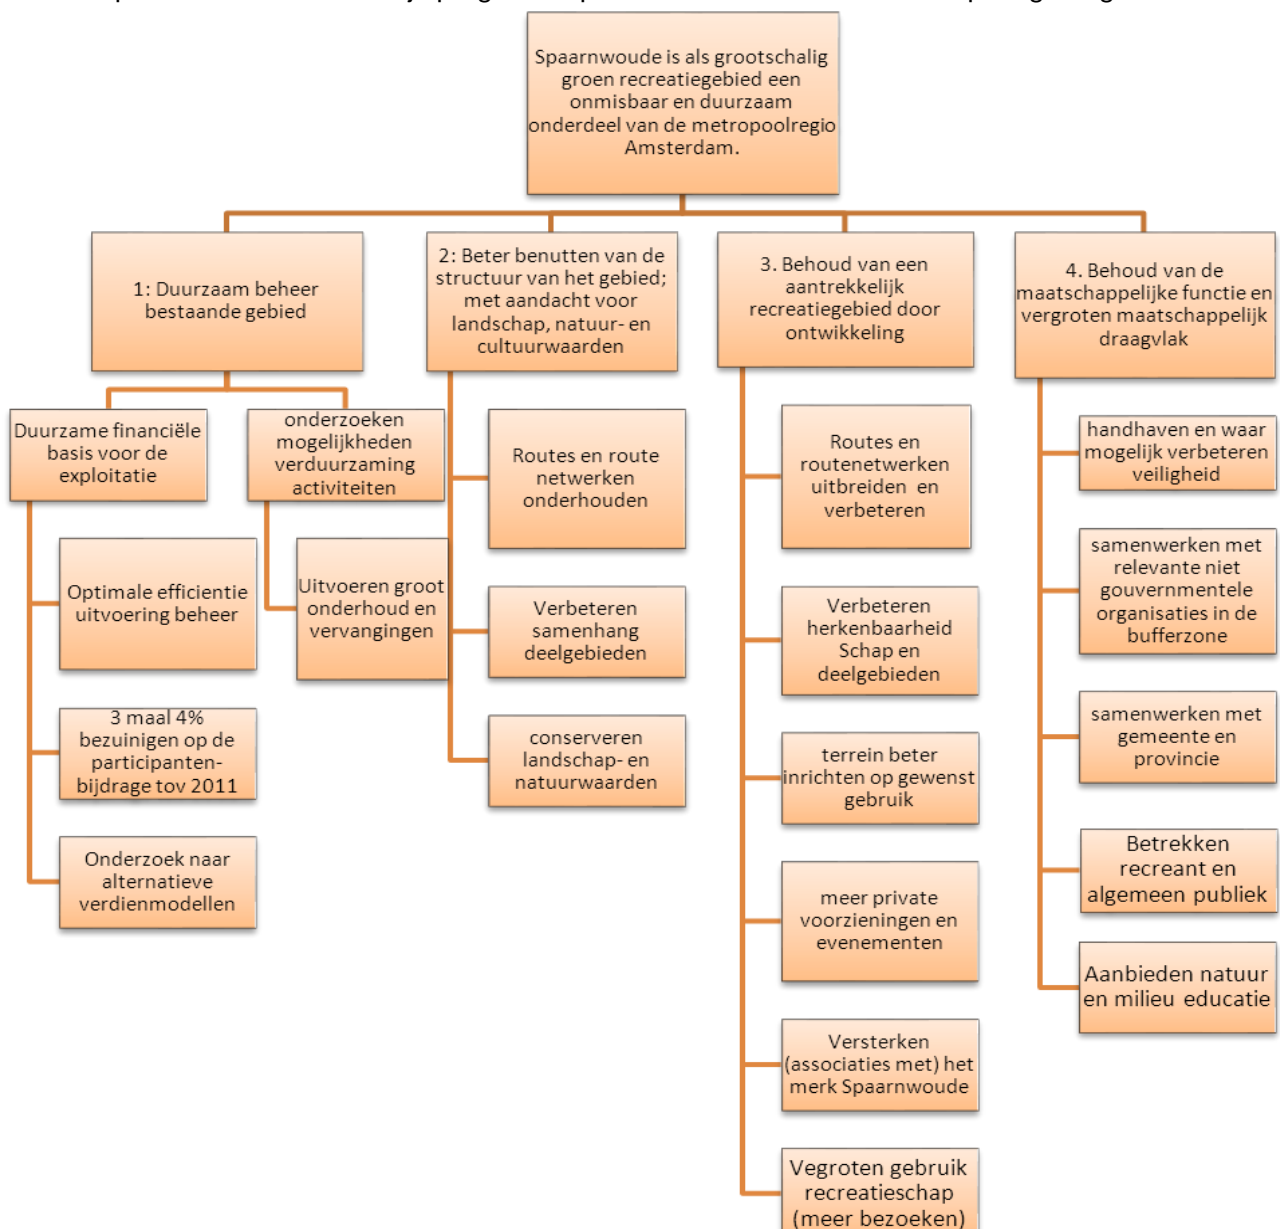 Spaarnwoude is als grootschalig
groen recreatiegebied een
onmisbaar en duurzaam
onderdeel van de metropoolregio
Amsterdam.
1: Duurzaam beheer
bestaande gebied
Duurzame financiële
basis voor de
exploitatie
Optimale efficientie
uitvoering beheer
3 maal 4%
bezuinigen op de
participanten-
bijdrage tov 2011
Onderzoek naar
alternatieve
verdienmodellen
onderzoeken
mogelijkheden
verduurzaming
activiteiten
Uitvoeren groot
onderhoud en
vervangingen
2: Beter benutten van de
structuur van het gebied;
met aandacht voor
landschap, natuur- en
cultuurwaarden
Routes en route
netwerken
onderhouden
Verbeteren
samenhang
deelgebieden
conserveren
landschap- en
natuurwaarden
3. Behoud van een
aantrekkelijk
recreatiegebied door
ontwikkeling
Routes en
routenetwerken
uitbreiden en
verbeteren
Verbeteren
herkenbaarheid
Schap en
deelgebieden
terrein beter
inrichten op gewenst
gebruik
meer private
voorzieningen en
evenementen
Versterken
(associaties met) het
merk Spaarnwoude
Vegroten gebruik
recreatieschap
(meer bezoeken)
4. Behoud van de
maatschappelijke functie en
vergroten maatschappelijk
draagvlak
handhaven en waar
mogelijk verbeteren
veiligheid
samenwerken met
relevante niet
gouvernmentele
organisaties in de
bufferzone
samenwerken met
gemeente en
provincie
Betrekken
recreant en
algemeen publiek
Aanbieden natuur
en milieu educatie